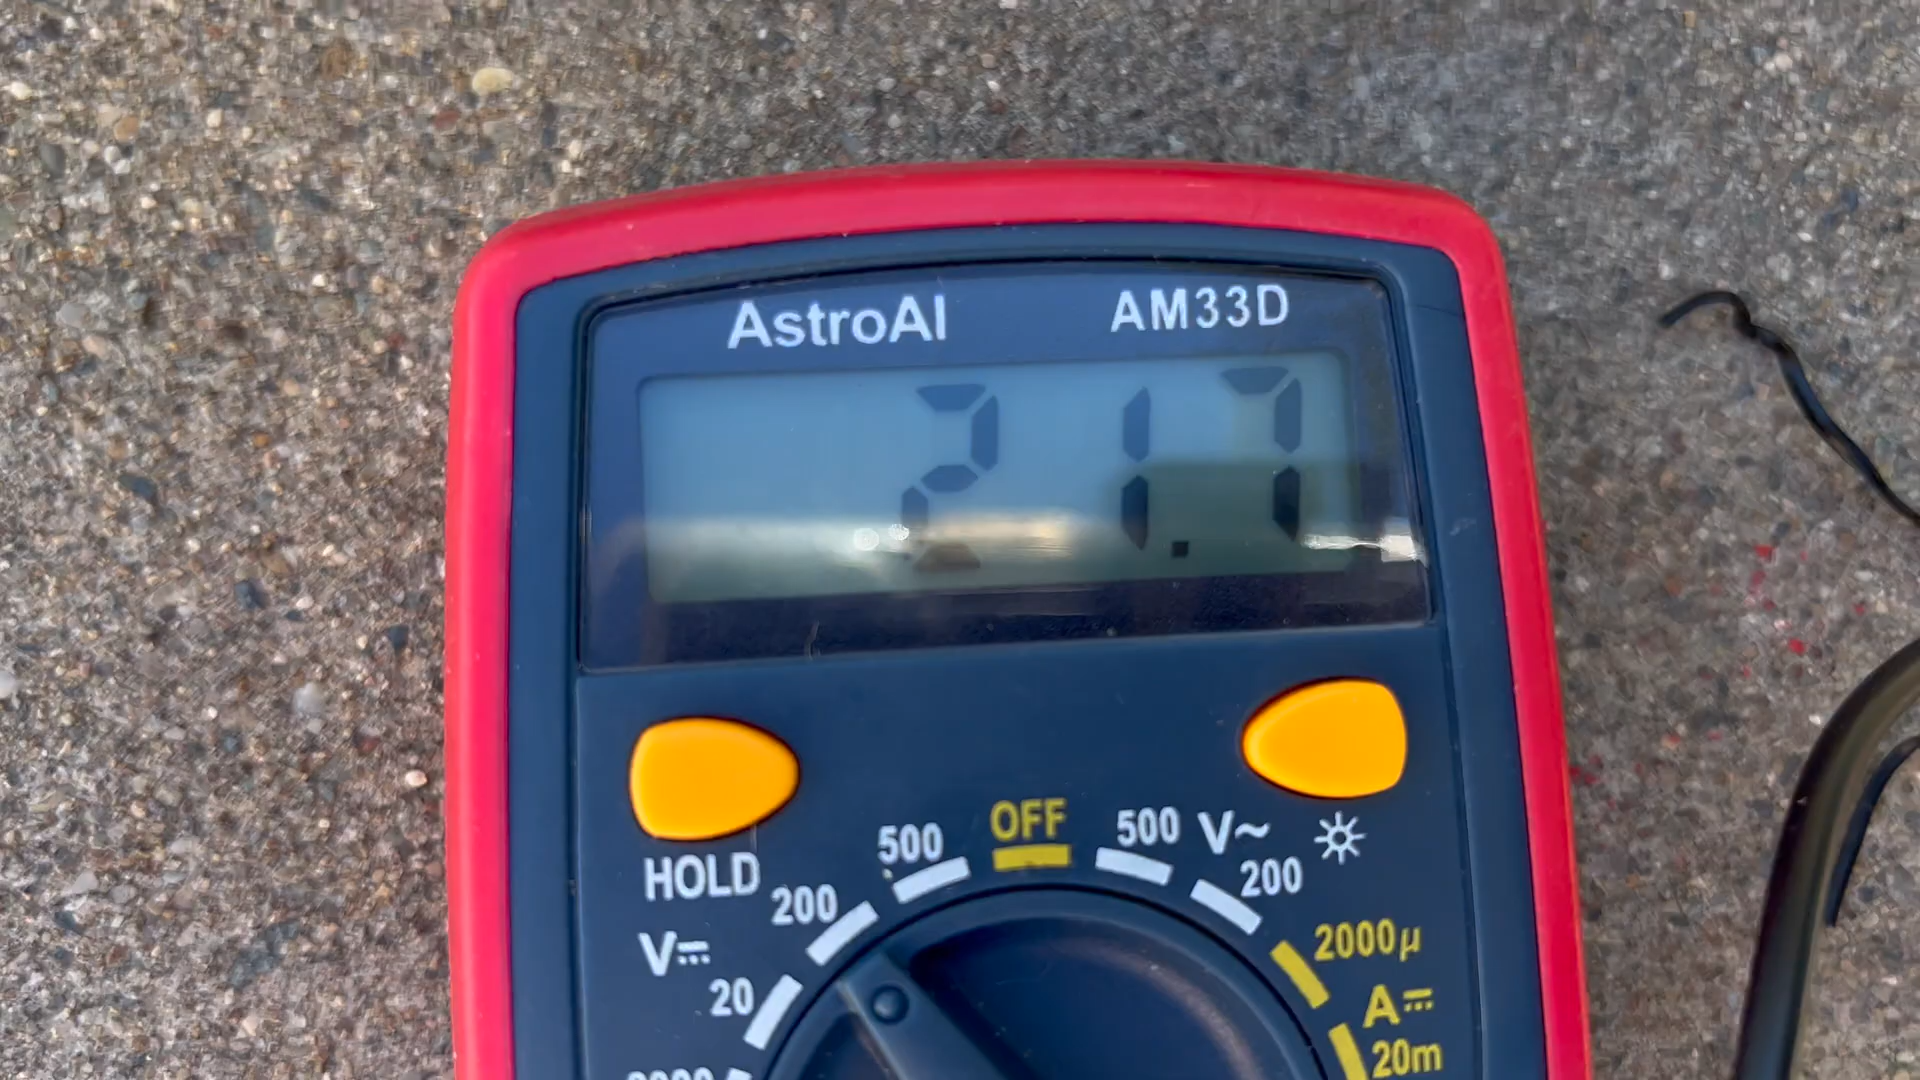 AstroAI AM33D
21.7
HOLD
500
OFF
500 V~
200
200
V⎓
2000µ
20
A⎓
20m